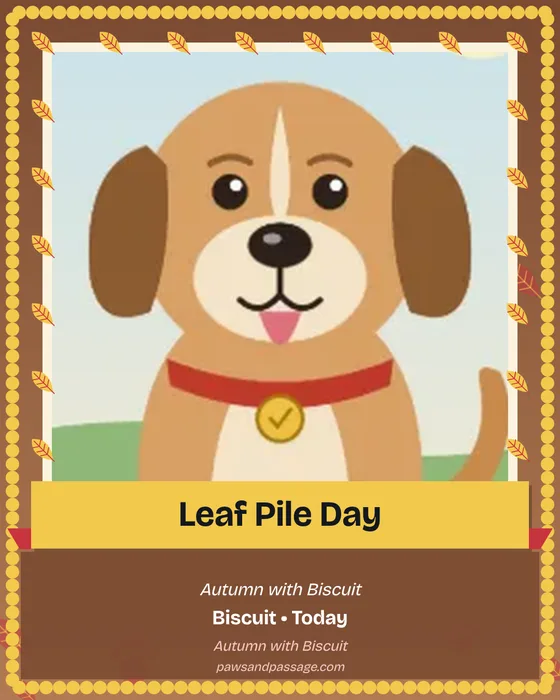 Leaf Pile Day
Autumn with Biscuit
Biscuit • Today
Autumn with Biscuit
pawsandpassage.com